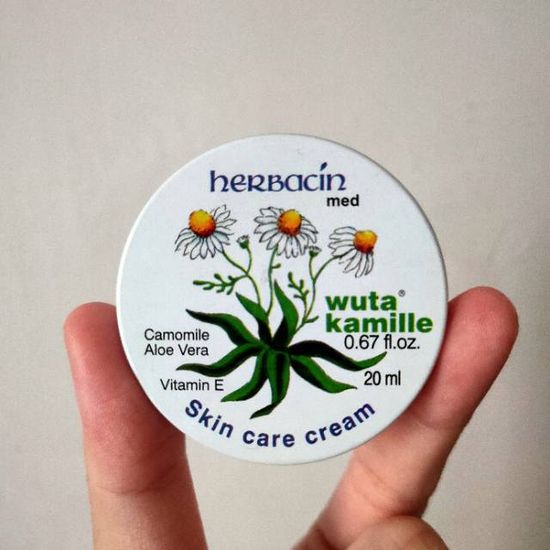 herbacin
med
wuta®
kamille
0.67 fl.oz.
Camomile
Aloe Vera
Vitamin E
20 ml
Skin care cream